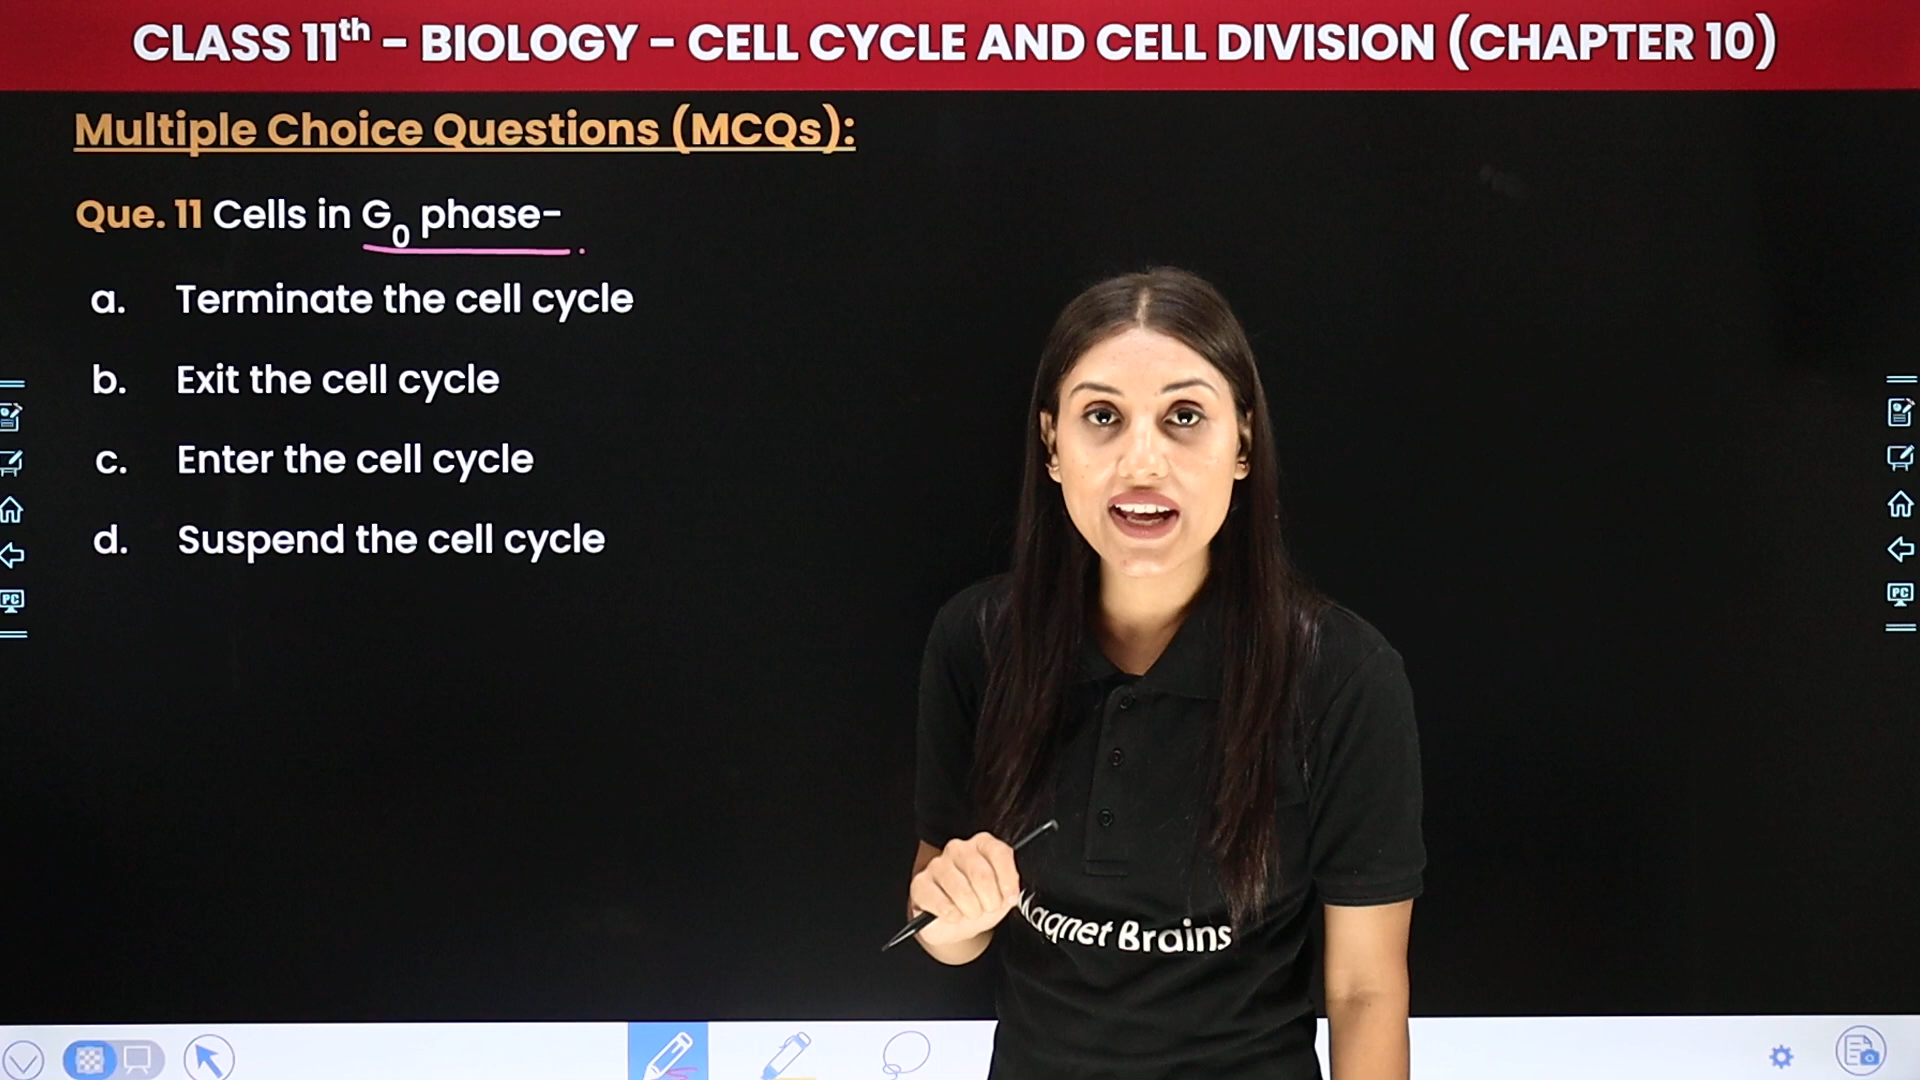 CLASS 11th - BIOLOGY - CELL CYCLE AND CELL DIVISION (CHAPTER 10)
Multiple Choice Questions (MCQs):
Que. 11 Cells in G0 phase-
a. Terminate the cell cycle
b. Exit the cell cycle
c. Enter the cell cycle
d. Suspend the cell cycle
PC
PC
Magnet Brains